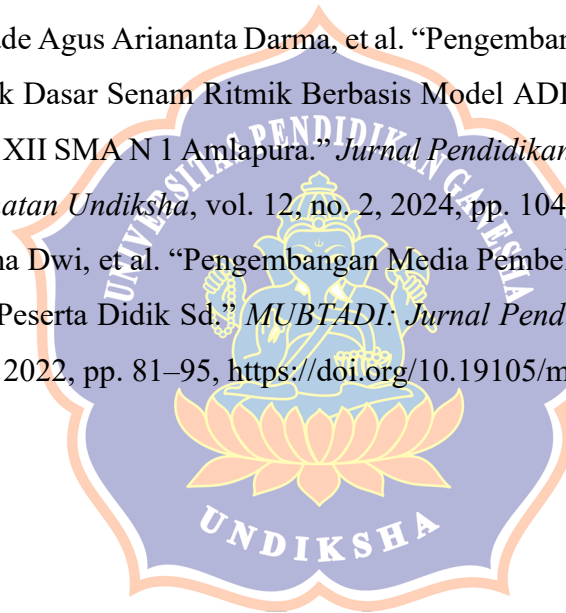 de Agus Ariananta Darma, et al. “Pengemban
k Dasar Senam Ritmik Berbasis Model ADI
XII SMA N 1 Amlapura.” Jurnal Pendidikan
atan Undiksha, vol. 12, no. 2, 2024, pp. 104
na Dwi, et al. “Pengembangan Media Pembel
Peserta Didik Sd.” MUBTADI: Jurnal Pend
2022, pp. 81–95, https://doi.org/10.19105/m
UNIVERSITAS PENDIDIKAN GANESHA
UNDIKSHA